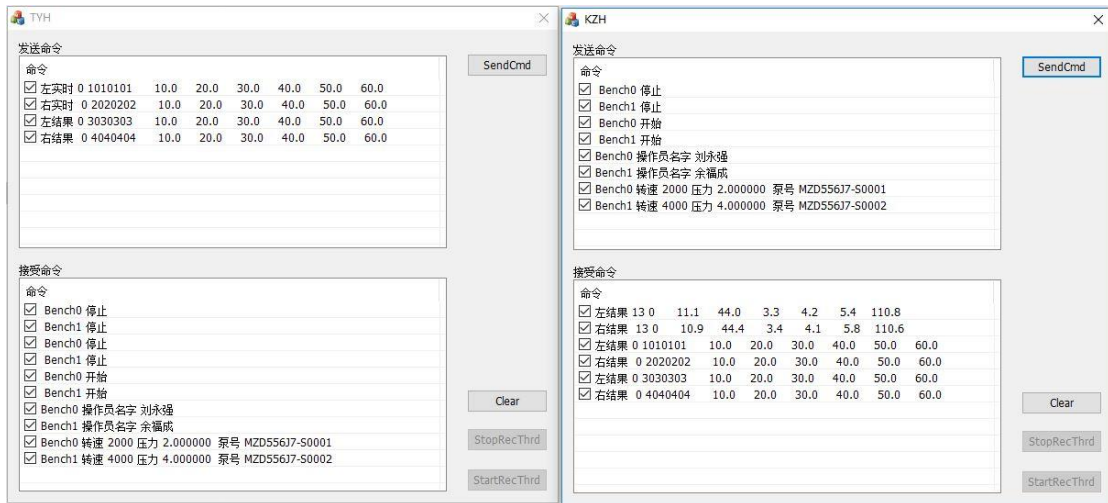 TYH
发送命令
SendCmd
命令
左实时 0 1010101 10.0 20.0 30.0 40.0 50.0 60.0
右实时 0 2020202 10.0 20.0 30.0 40.0 50.0 60.0
左结果 0 3030303 10.0 20.0 30.0 40.0 50.0 60.0
右结果 0 4040404 10.0 20.0 30.0 40.0 50.0 60.0
接受命令
命令
Bench0 停止
Bench1 停止
Bench0 停止
Bench1 停止
Bench0 开始
Bench1 开始
Bench0 操作员名字 刘永强
Bench1 操作员名字 余福成
Bench0 转速 2000 压力 2.000000 泵号 MZD556J7-S0001
Bench1 转速 4000 压力 4.000000 泵号 MZD556J7-S0002
Clear
StopRecThrd
StartRecThrd
KZH
发送命令
SendCmd
命令
Bench0 停止
Bench1 停止
Bench0 开始
Bench1 开始
Bench0 操作员名字 刘永强
Bench1 操作员名字 余福成
Bench0 转速 2000 压力 2.000000 泵号 MZD556J7-S0001
Bench1 转速 4000 压力 4.000000 泵号 MZD556J7-S0002
接受命令
命令
左结果 13 0 11.1 44.0 3.3 4.2 5.4 110.8
右结果 13 0 10.9 44.4 3.4 4.1 5.8 110.6
左结果 0 1010101 10.0 20.0 30.0 40.0 50.0 60.0
右结果 0 2020202 10.0 20.0 30.0 40.0 50.0 60.0
左结果 0 3030303 10.0 20.0 30.0 40.0 50.0 60.0
右结果 0 4040404 10.0 20.0 30.0 40.0 50.0 60.0
Clear
StopRecThrd
StartRecThrd